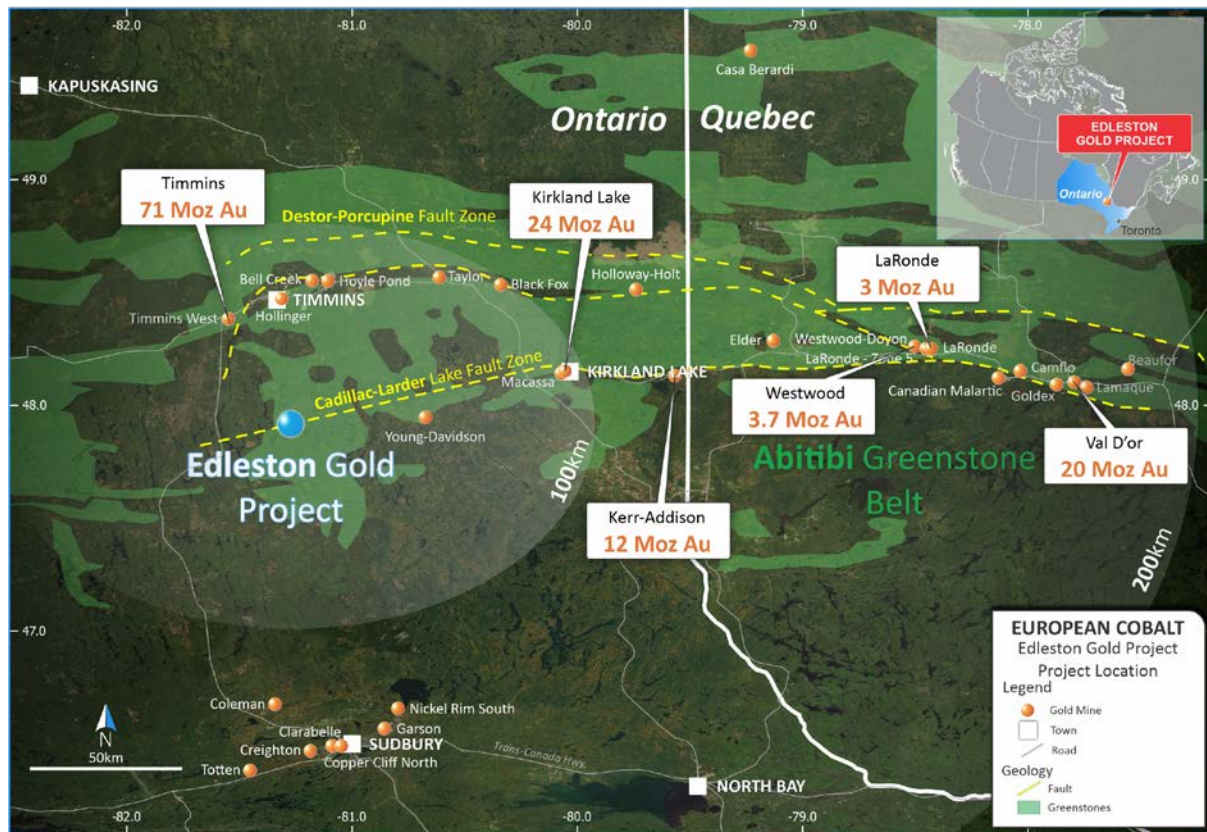 -82.0
-81.0
-80.0
-79.0
-78.0
KAPUSKASING
Casa Berardi
Ontario
Quebec
EDLESTON
GOLD PROJECT
Ontario
Toronto
49.0
49.0
Timmins
71 Moz Au
Destor-Porcupine Fault Zone
Kirkland Lake
24 Moz Au
Bell Creek
Hoyle Pond
Taylor
Black Fox
Holloway-Holt
TIMMINS
Hollinger
Timmins West
LaRonde
3 Moz Au
Elder
Westwood-Doyon
LaRonde
LaRonde - Zone 5
Macassa
KIRKLAND LAKE
Cadillac-Larder Lake Fault Zone
Camflo
Beaufor
Canadian Malartic
Goldex
Lamaque
48.0
48.0
Young-Davidson
Westwood
3.7 Moz Au
Edleston Gold
Project
100km
Abitibi Greenstone
Belt
Val D'or
20 Moz Au
Kerr-Addison
12 Moz Au
200km
47.0
EUROPEAN COBALT
Edleston Gold Project
Project Location
Legend
Gold Mine
Town
Road
Geology
Fault
Greenstones
Coleman
Nickel Rim South
Clarabelle
Garson
Creighton
SUDBURY
Copper Cliff North
Totten
Trans-Canada Hwy.
NORTH BAY
N
50km
-82.0
-81.0
-80.0
-79.0